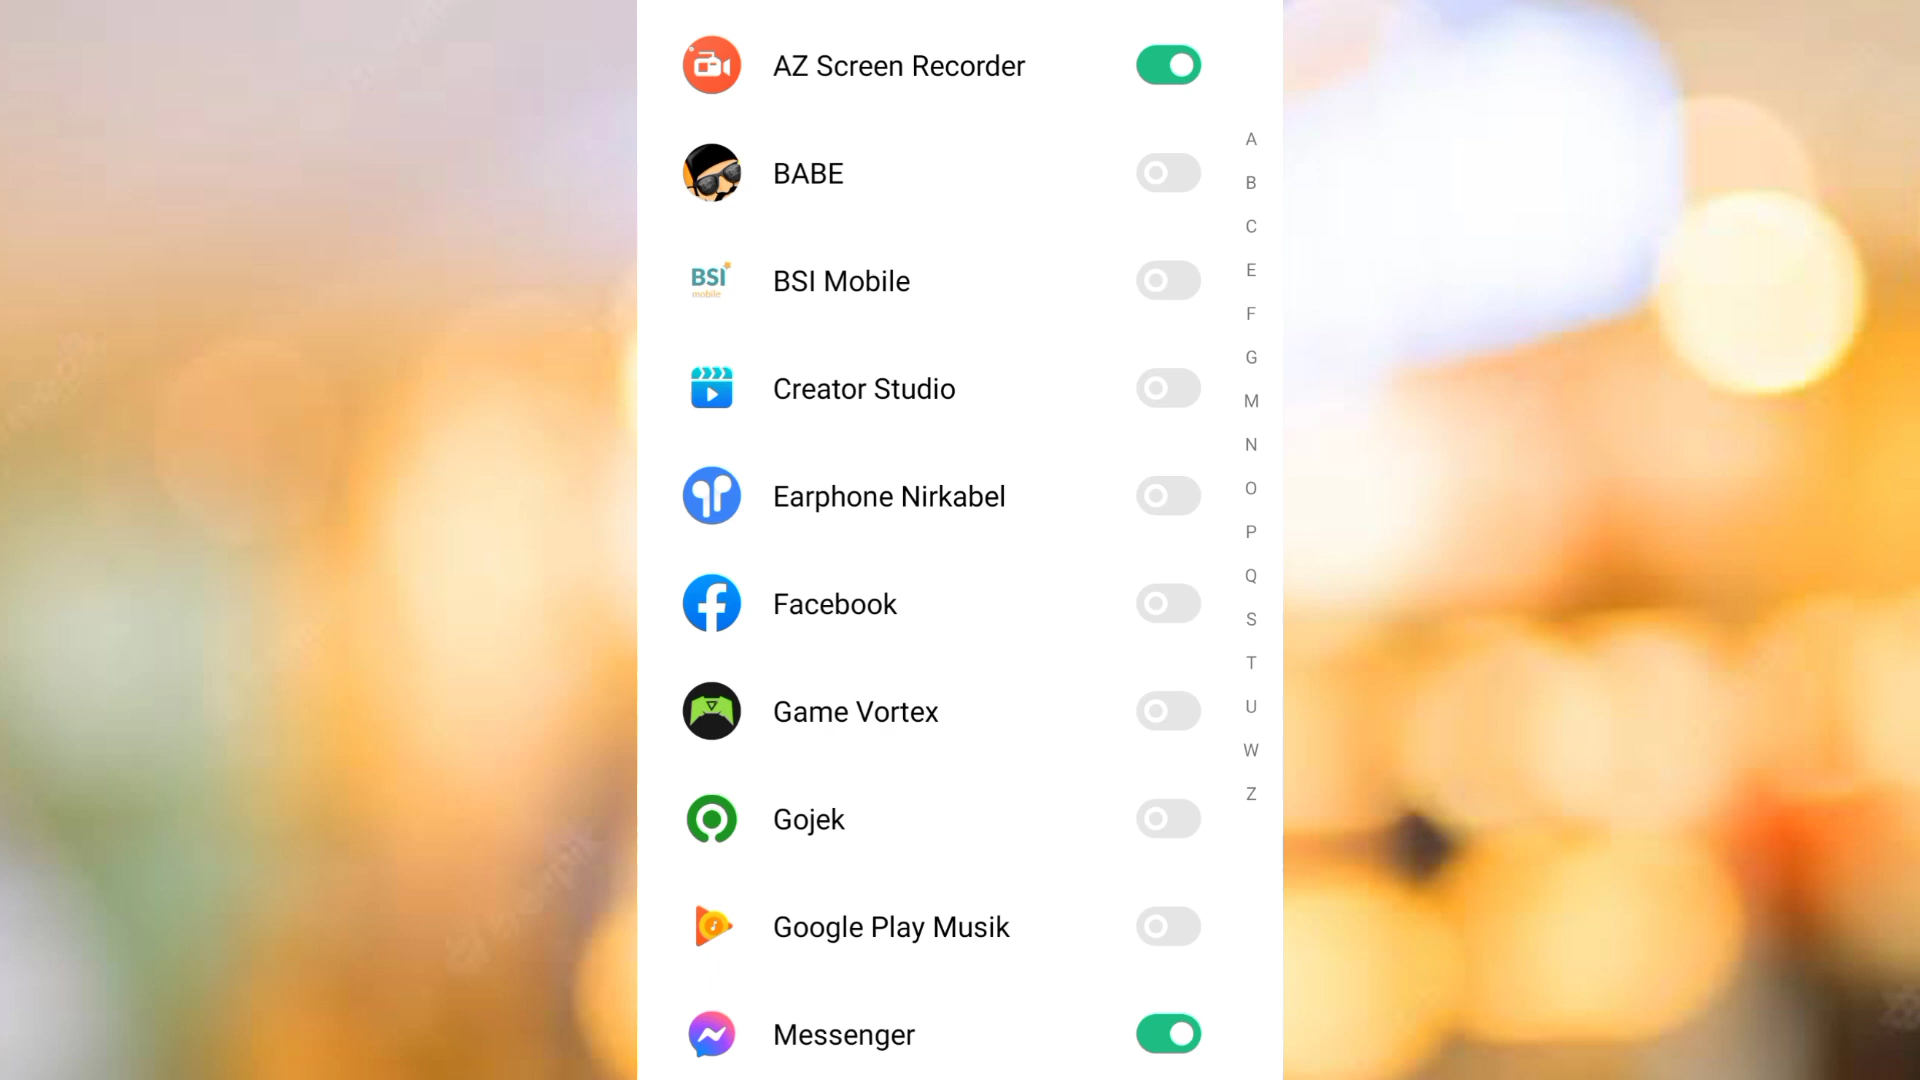 AZ Screen Recorder
BABE
BSI
mobile
BSI Mobile
Creator Studio
Earphone Nirkabel
Facebook
Game Vortex
Gojek
Google Play Musik
Messenger
A
B
C
E
F
G
M
N
O
P
Q
S
T
U
W
Z